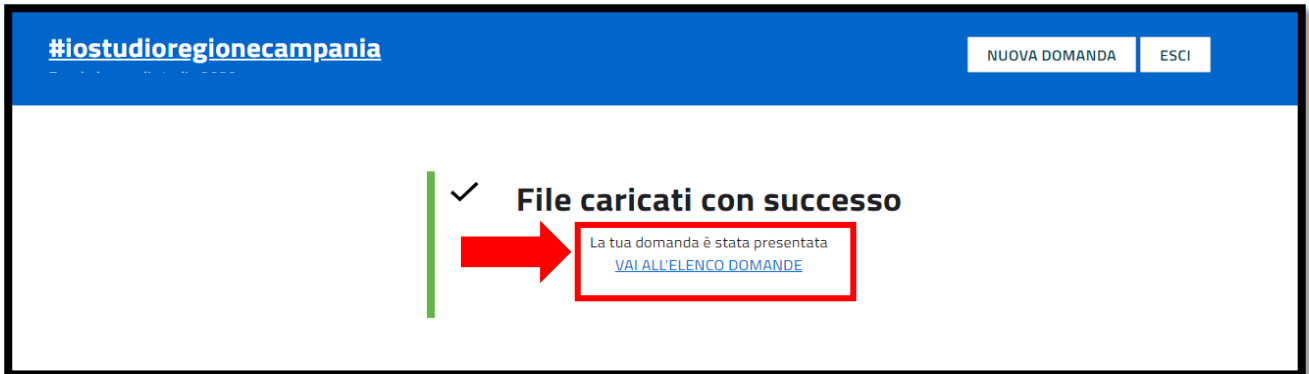 #iostudioregionecampania
NUOVA DOMANDA
ESCI
File caricati con successo
La tua domanda è stata presentata
VAI ALL'ELENCO DOMANDE